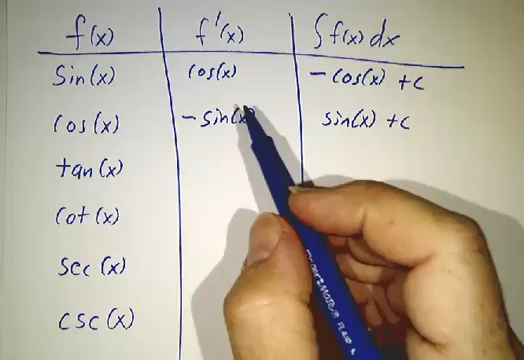 f(x) f'(x) ∫f(x) dx
Sin(x) cos(x) - cos(x) + c
Cos(x) - sin(x) sin(x) + c
tan(x)
Cot(x)
Sec(x)
csc(x)